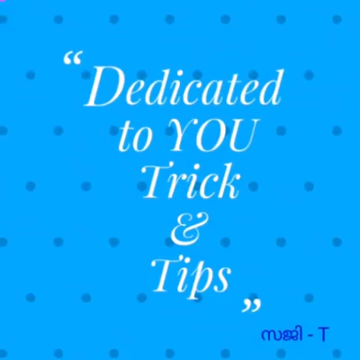 “ Dedicated
to YOU
Trick
&
Tips ”
സജി - T